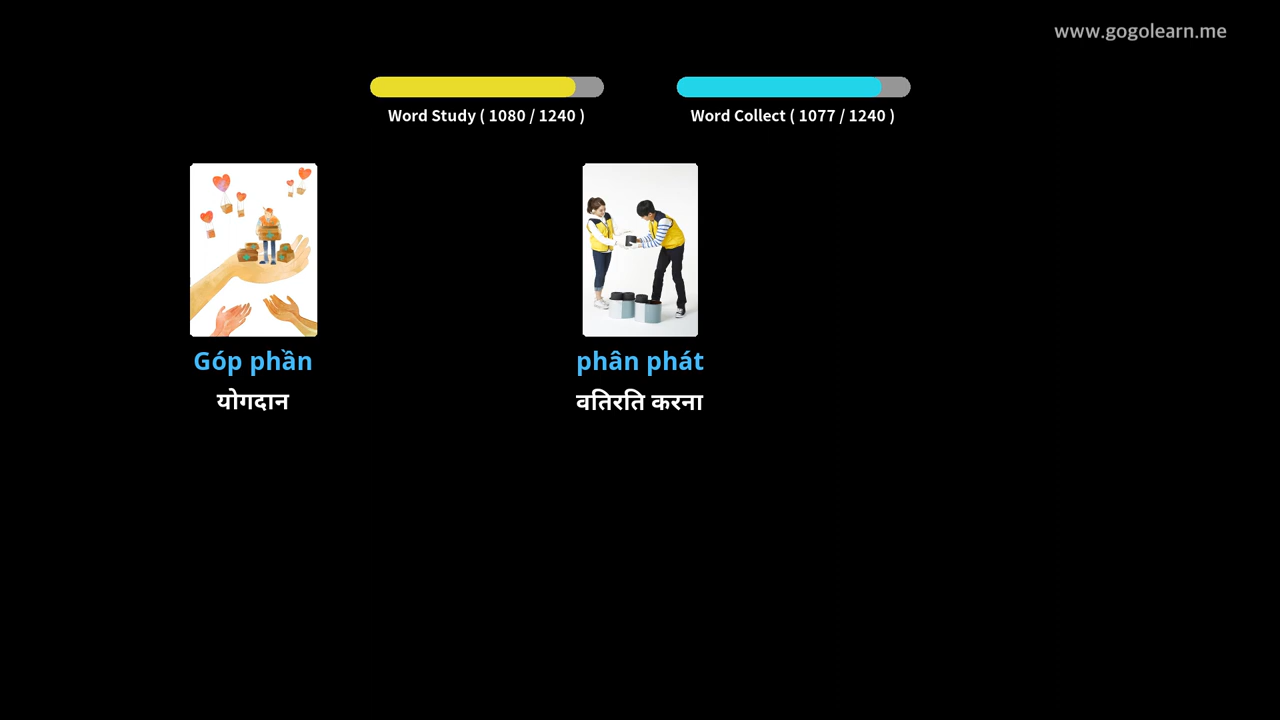 www.gogolearn.me
Word Study ( 1080 / 1240 )
Word Collect ( 1077 / 1240 )
Góp phần
योगदान
phân phát
वतिरति करना